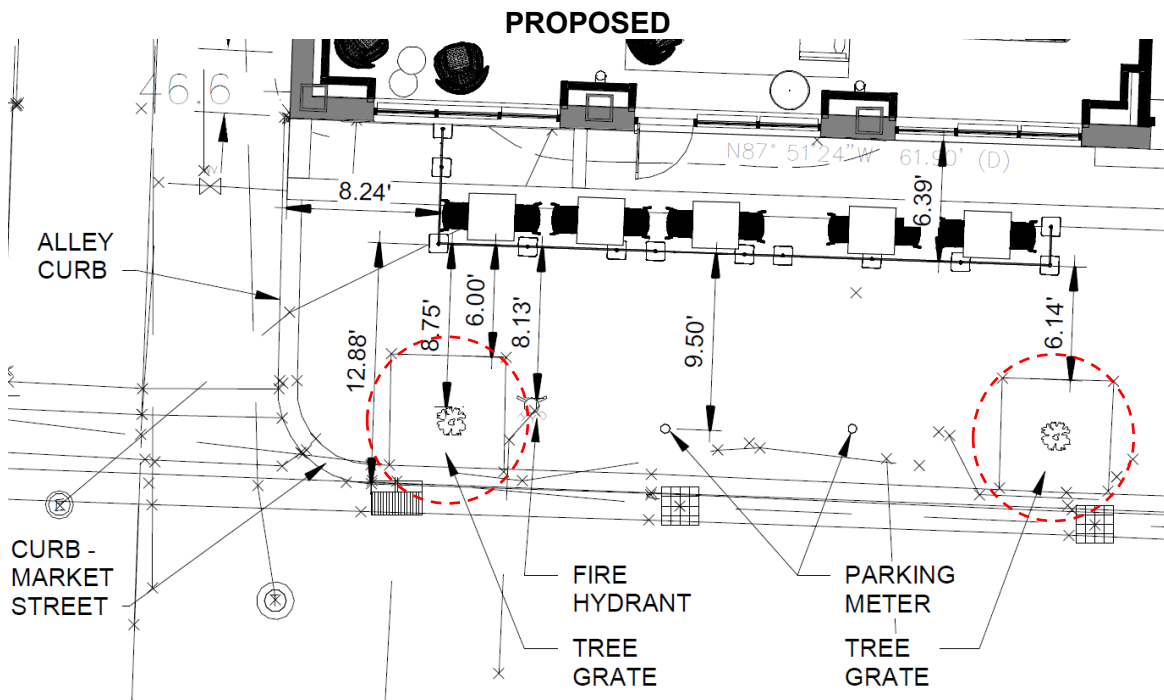 PROPOSED
46.6
N87° 51'24"W 61.90' (D)
8.24'
6.39'
ALLEY
CURB
12.88'
8.75'
6.00'
8.13'
9.50'
6.14'
CURB -
MARKET
STREET
FIRE
HYDRANT
PARKING
METER
TREE
GRATE
TREE
GRATE